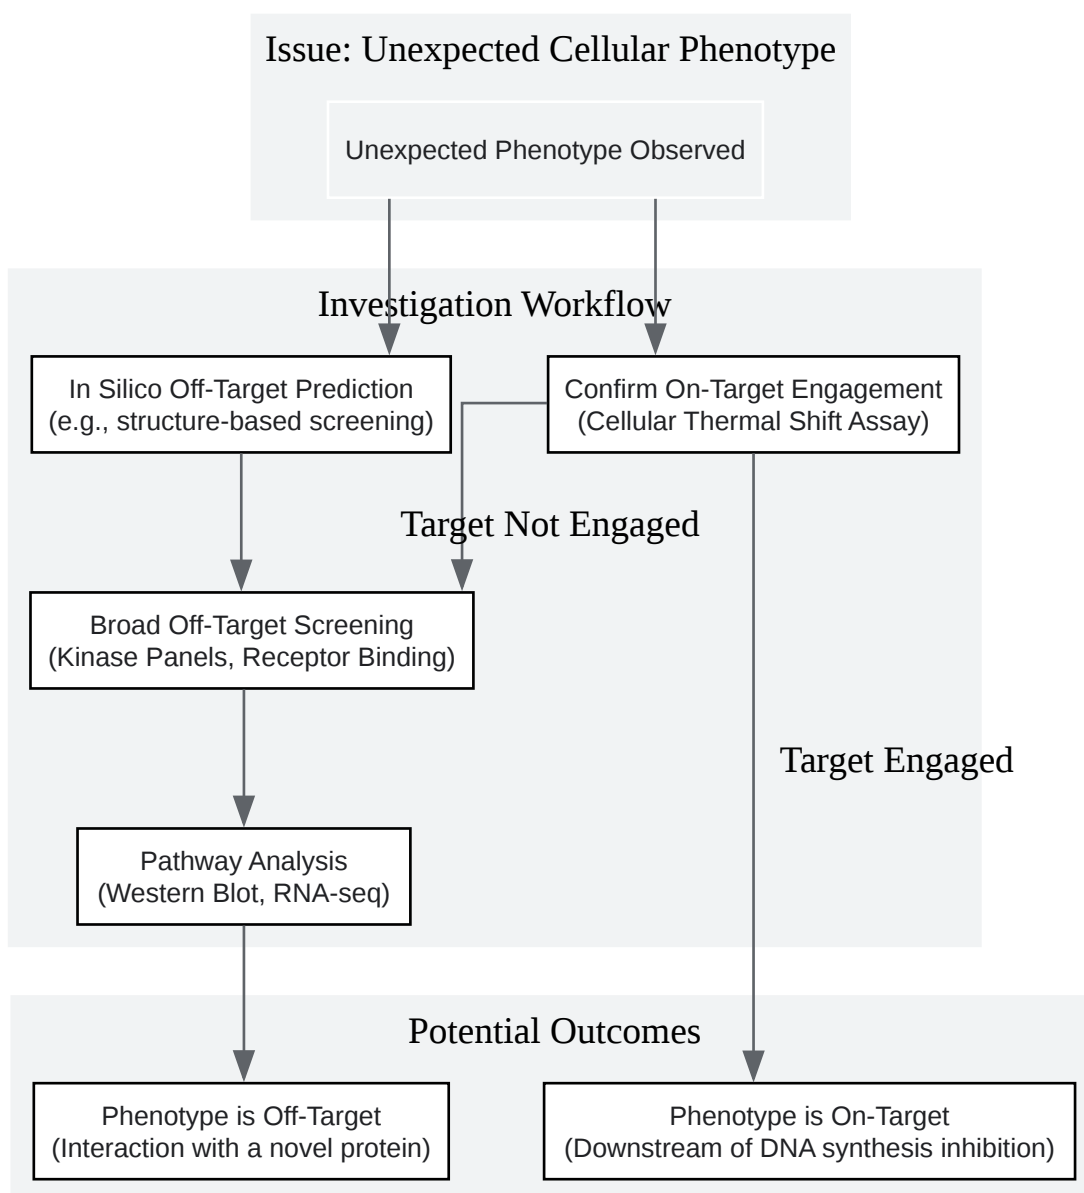 Issue: Unexpected Cellular Phenotype
Unexpected Phenotype Observed
Investigation Workflow
In Silico Off-Target Prediction
(e.g., structure-based screening)
Confirm On-Target Engagement
(Cellular Thermal Shift Assay)
Target Not Engaged
Broad Off-Target Screening
(Kinase Panels, Receptor Binding)
Target Engaged
Pathway Analysis
(Western Blot, RNA-seq)
Potential Outcomes
Phenotype is Off-Target
(Interaction with a novel protein)
Phenotype is On-Target
(Downstream of DNA synthesis inhibition)